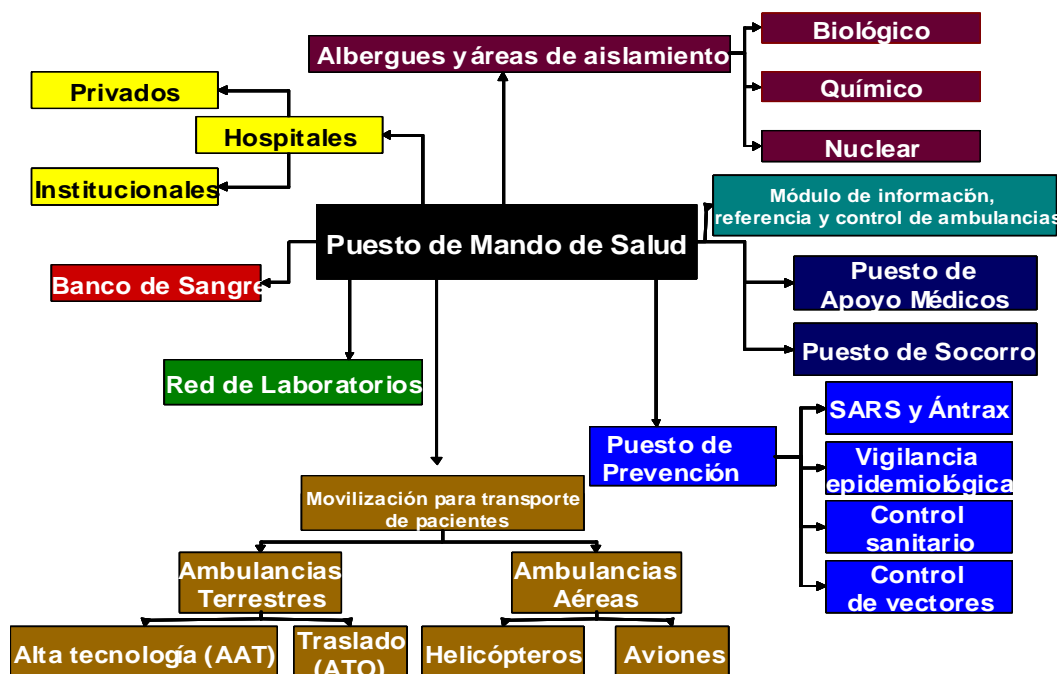 Albergues y áreas de aislamiento
Biológico
Químico
Nuclear
Privados
Hospitales
Institucionales
Módulo de información,
referencia y control de ambulancias
Puesto de Mando de Salud
Banco de Sangre
Puesto de
Apoyo Médicos
Puesto de Socorro
Red de Laboratorios
Puesto de
Prevención
SARS y Ántrax
Vigilancia
epidemiológica
Control
sanitario
Control
de vectores
Movilización para transporte
de pacientes
Ambulancias
Terrestres
Ambulancias
Aéreas
Alta tecnología (AAT)
Traslado
(ATO)
Helicópteros
Aviones